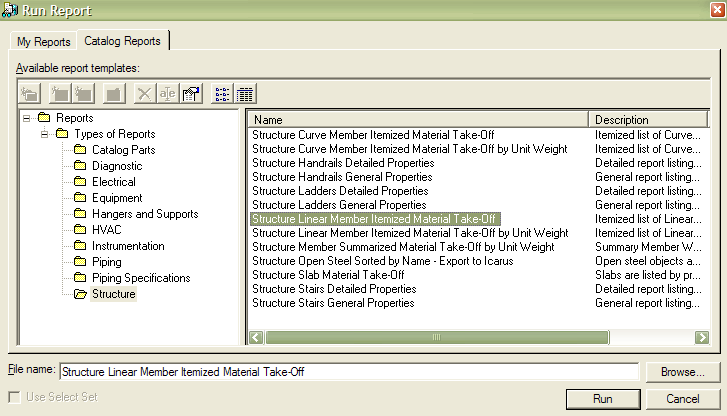 Run Report
My Reports
Catalog Reports
Available report templates:
Name
Description
Reports
Types of Reports
Catalog Parts
Diagnostic
Electrical
Equipment
Hangers and Supports
HVAC
Instrumentation
Piping
Piping Specifications
Structure
Structure Curve Member Itemized Material Take-Off Itemized list of Curve...
Structure Curve Member Itemized Material Take-Off by Unit Weight Itemized list of Curve...
Structure Handrails Detailed Properties Detailed report listing...
Structure Handrails General Properties General report listing...
Structure Ladders Detailed Properties Detailed report listing...
Structure Ladders General Properties General report listing...
Structure Linear Member Itemized Material Take-Off Itemized list of Linear...
Structure Linear Member Itemized Material Take-Off by Unit Weight Itemized list of Linear...
Structure Member Summarized Material Take-Off by Unit Weight Summary Member W...
Structure Open Steel Sorted by Name - Export to Icarus Open steel objects a...
Structure Slab Material Take-Off Slabs are listed by pr...
Structure Stairs Detailed Properties Detailed report listing...
Structure Stairs General Properties General report listing...
File name: Structure Linear Member Itemized Material Take-Off
Browse...
Use Select Set
Run
Cancel